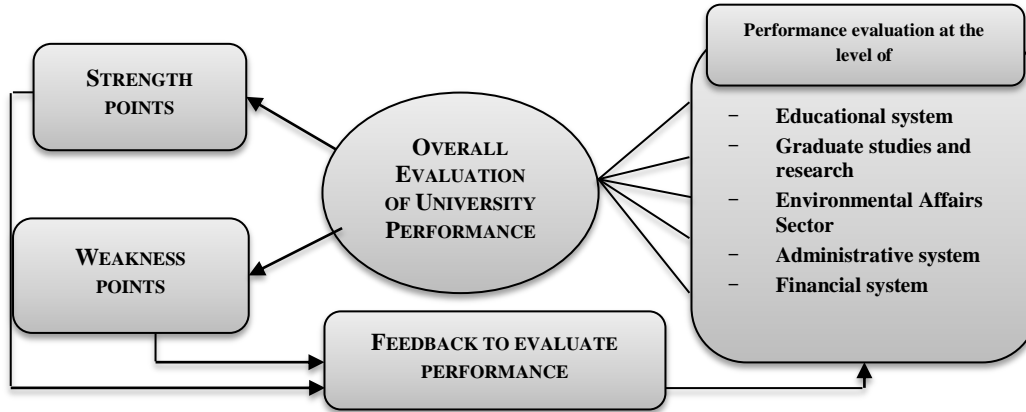 STRENGTH
POINTS
OVERALL
EVALUATION
OF UNIVERSITY
PERFORMANCE
WEAKNESS
POINTS
FEEDBACK TO EVALUATE
PERFORMANCE
Performance evaluation at the
level of
- Educational system
- Graduate studies and
research
- Environmental Affairs
Sector
- Administrative system
- Financial system